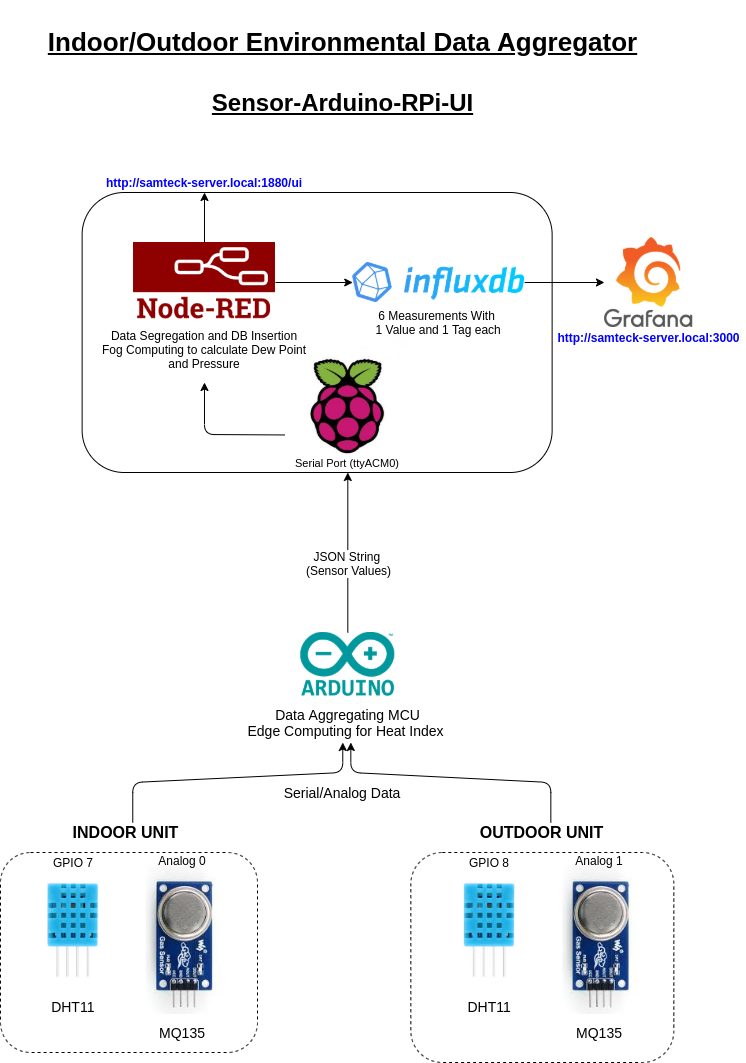 Indoor/Outdoor Environmental Data Aggregator
Sensor-Arduino-RPi-UI
http://samteck-server.local:1880/ui
Node-RED
Data Segregation and DB Insertion
Fog Computing to calculate Dew Point
and Pressure
influxdb
6 Measurements With
1 Value and 1 Tag each
Grafana
http://samteck-server.local:3000
Serial Port (ttyACM0)
JSON String
(Sensor Values)
ARDUINO
Data Aggregating MCU
Edge Computing for Heat Index
Serial/Analog Data
INDOOR UNIT
GPIO 7
Analog 0
Gas Sensor
DHT11
MQ135
OUTDOOR UNIT
GPIO 8
Analog 1
Gas Sensor
DHT11
MQ135